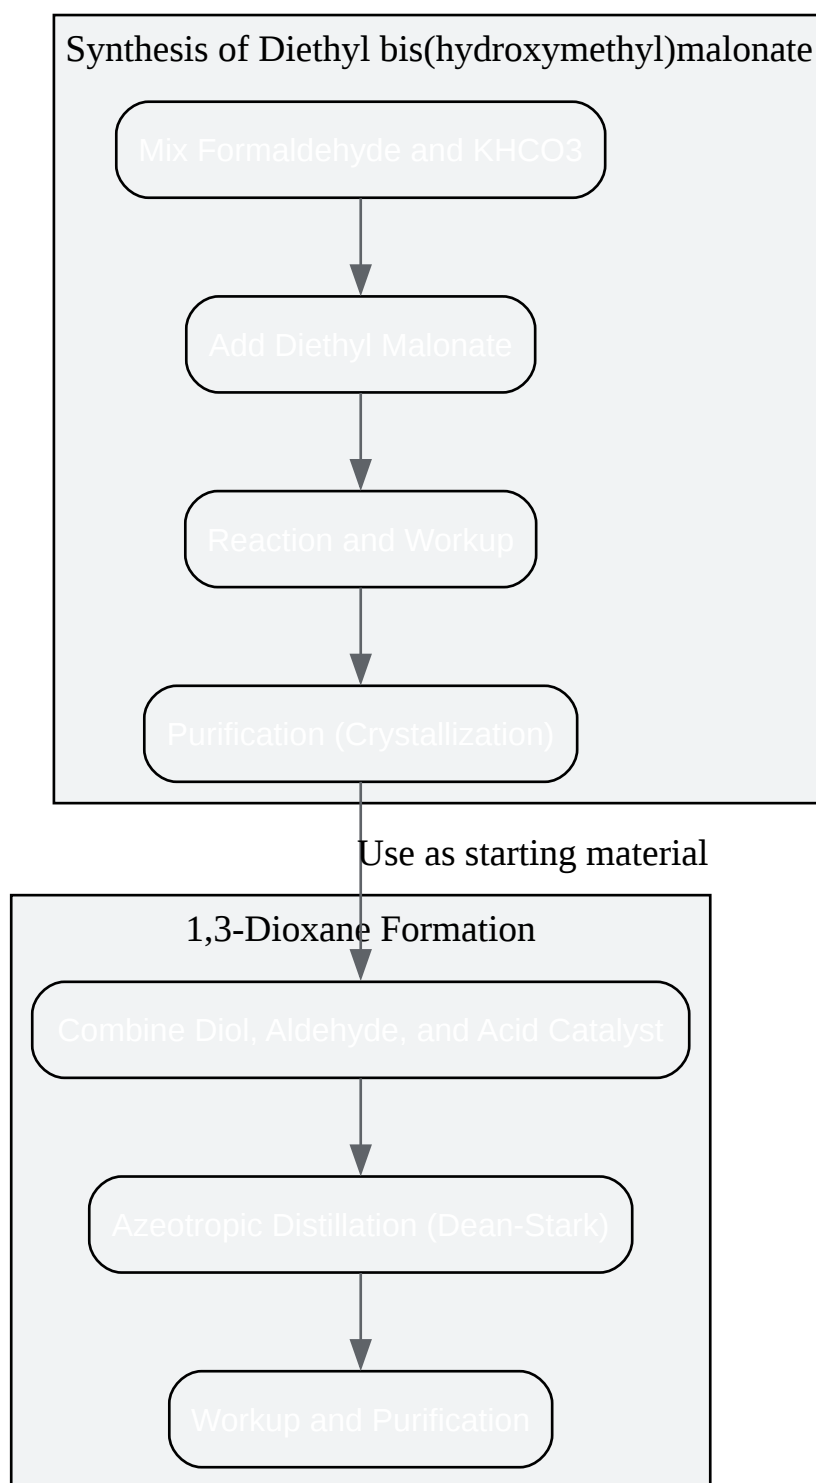 Synthesis of Diethyl bis(hydroxymethyl)malonate
Mix Formaldehyde and KHCO3
Add Diethyl Malonate
Reaction and Workup
Purification (Crystallization)
Use as starting material
1,3-Dioxane Formation
Combine Diol, Aldehyde, and Acid Catalyst
Azeotropic Distillation (Dean-Stark)
Workup and Purification